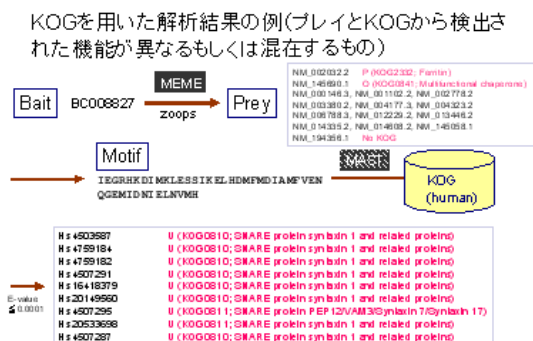 KOGを用いた解析結果の例(プレイとKOGから検出さ
れた機能が異なるもしくは混在するもの)
Bait BC008827 MEME zoops Prey
NM_002032.2 P (KOG2332; Ferritin)
NM_145690.1 O (KOG0841; Multifunctional chaperone)
NM_000146.3, NM_001102.2, NM_002778.2
NM_003380.2, NM_004177.3, NM_004323.2
NM_006783.1, NM_012229.2, NM_013446.2
NM_014335.2, NM_014608.2, NM_145058.1
NM_194356.1 No KOG
Motif
IEGRHKDIMKLESSIKELHDMFMDIAMFVEN
QGEMIDNIELNVMH
MAST
KOG
(human)
E-value
≦0.0001
Hs4503587 U (KOG0810; SNARE protein syntaxin 1 and related proteins)
Hs4759184 U (KOG0810; SNARE protein syntaxin 1 and related proteins)
Hs4759182 U (KOG0810; SNARE protein syntaxin 1 and related proteins)
Hs4507291 U (KOG0810; SNARE protein syntaxin 1 and related proteins)
Hs16418379 U (KOG0810; SNARE protein syntaxin 1 and related proteins)
Hs20149560 U (KOG0810; SNARE protein syntaxin 1 and related proteins)
Hs4507295 U (KOG0811; SNARE protein PEP12/VAM3/Syntaxin 7/Syntaxin 17)
Hs20533698 U (KOG0810; SNARE protein syntaxin 1 and related proteins)
Hs4507287 U (KOG0810; SNARE protein syntaxin 1 and related proteins)